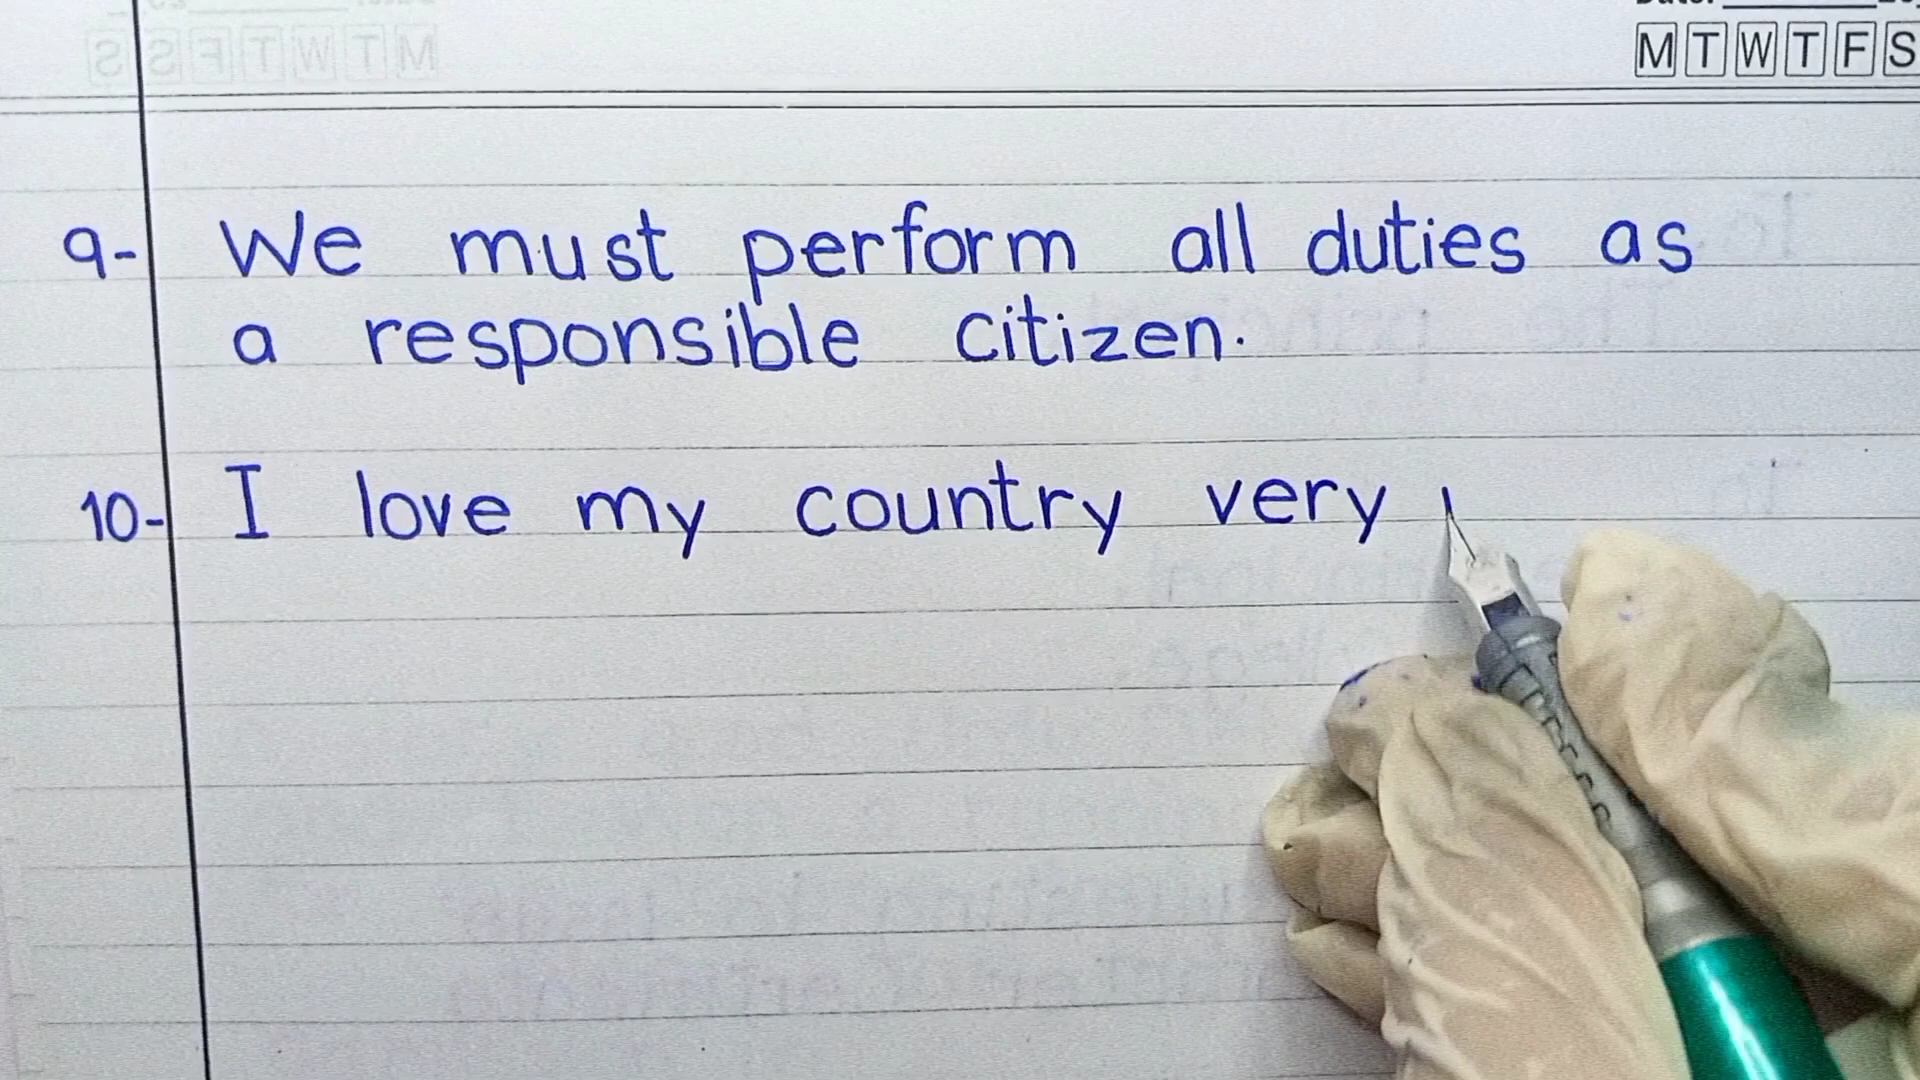 M T W T F S
9- We must perform all duties as
a responsible citizen.
10- I love my country very